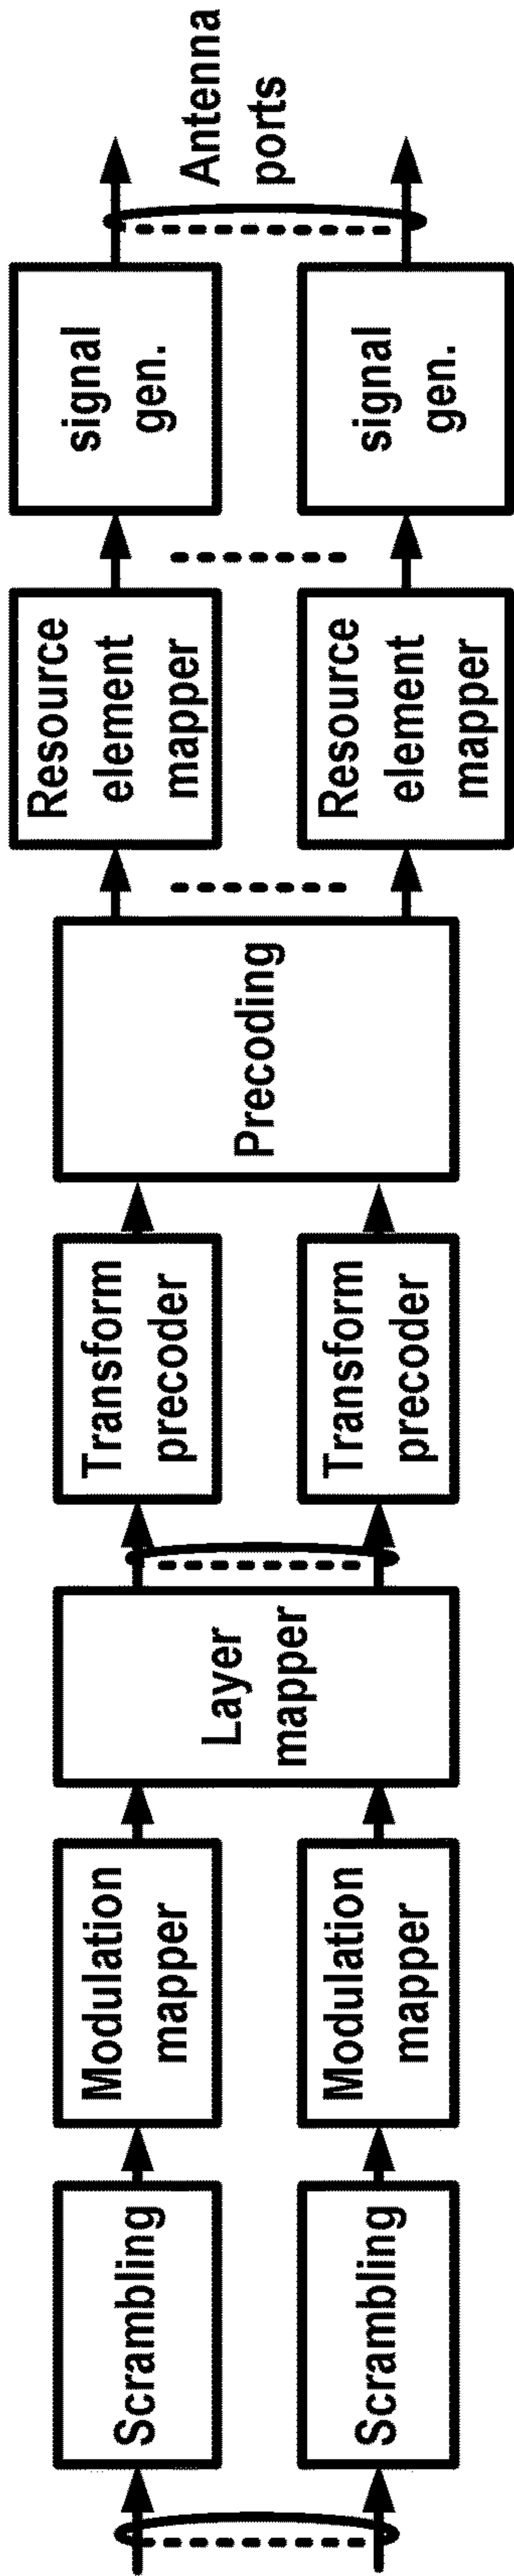 Scrambling
Modulation
mapper
Layer
mapper
Transform
precoder
Precoding
Resource
element
mapper
signal
gen.
Antenna
ports
Scrambling
Modulation
mapper
Transform
precoder
Resource
element
mapper
signal
gen.